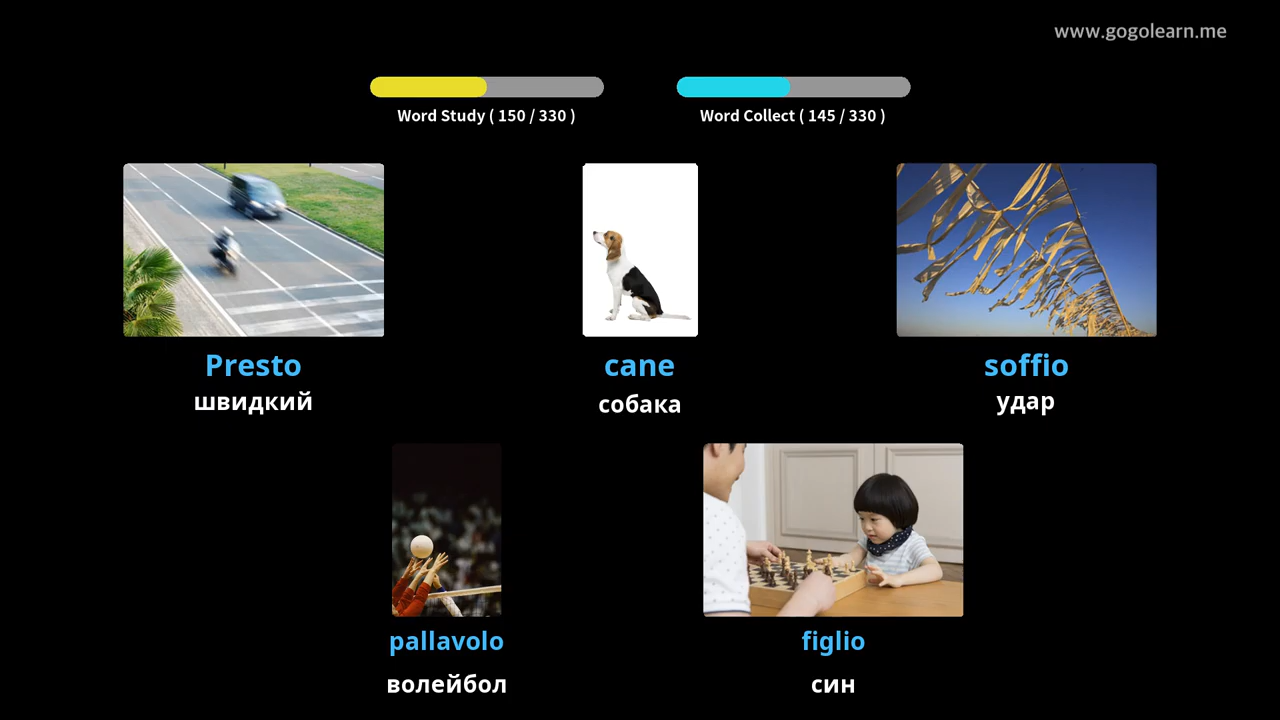 www.gogolearn.me
Word Study ( 150 / 330 )
Word Collect ( 145 / 330 )
Presto
швидкий
cane
собака
soffio
удар
pallavolo
волейбол
figlio
син